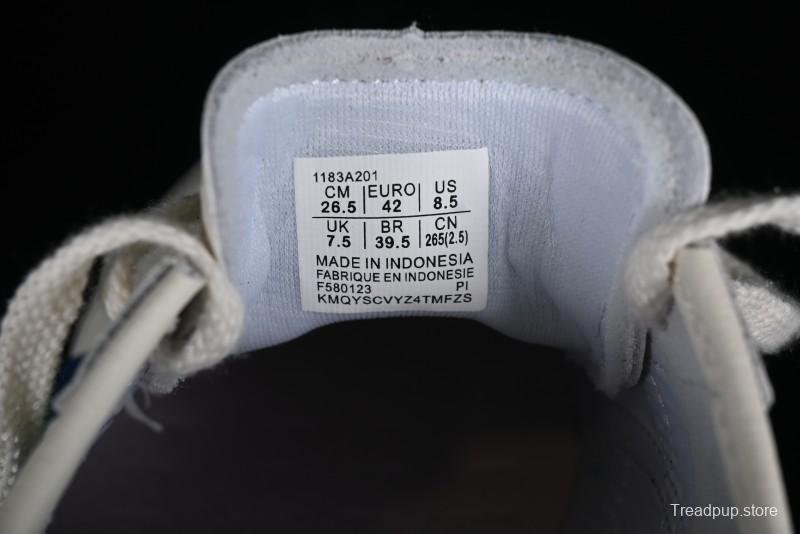 1183A201
CM EURO US
26.5 42 8.5
UK BR CN
7.5 39.5 265(2.5)
MADE IN INDONESIA
FABRIQUE EN INDONESIE
F580123 PI
KMQYSCVYZ4TMFZS
Treadpup.store